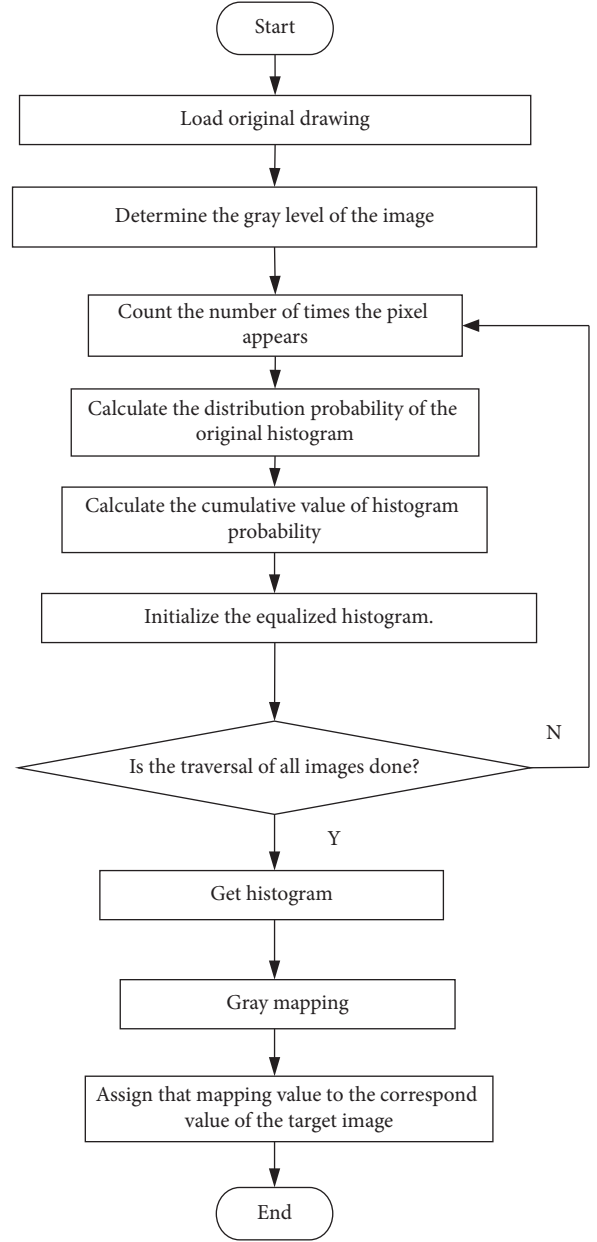 Start
Load original drawing
Determine the gray level of the image
Count the number of times the pixel
appears
Calculate the distribution probability of the
original histogram
Calculate the cumulative value of histogram
probability
Initialize the equalized histogram.
N
Is the traversal of all images done?
Y
Get histogram
Gray mapping
Assign that mapping value to the correspond
value of the target image
End